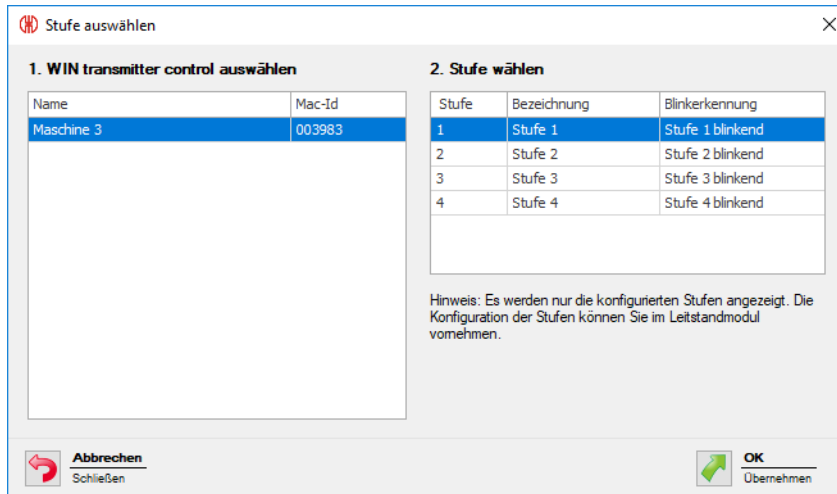 Stufe auswählen
1. WIN transmitter control auswählen
Name Mac-Id
Maschine 3 003983
2. Stufe wählen
Stufe Bezeichnung Blinkerkennung
1 Stufe 1 Stufe 1 blinkend
2 Stufe 2 Stufe 2 blinkend
3 Stufe 3 Stufe 3 blinkend
4 Stufe 4 Stufe 4 blinkend
Hinweis: Es werden nur die konfigurierten Stufen angezeigt. Die
Konfiguration der Stufen können Sie im Leitstandmodul
vornehmen.
Abbrechen
Schließen
OK
Übernehmen